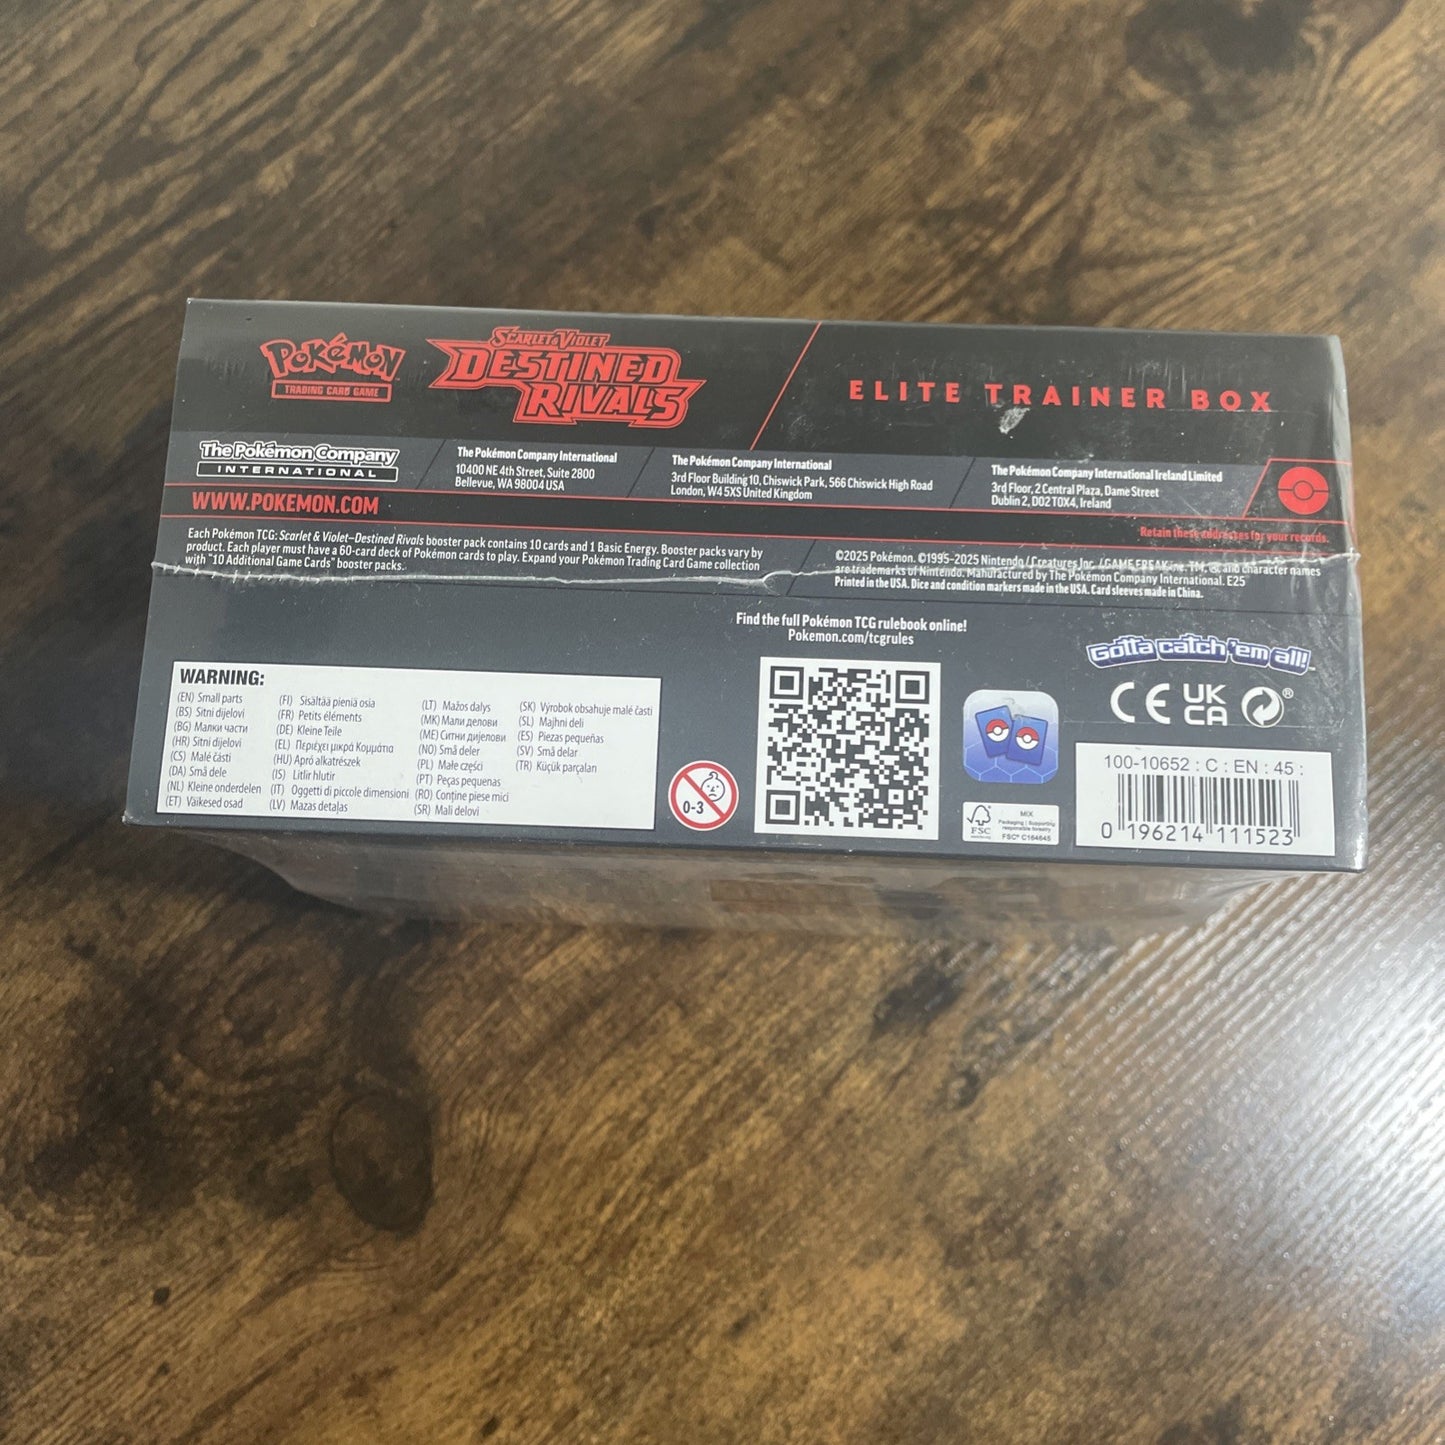 POKéMON
TRADING CARD GAME
SCARLET & VIOLET
DESTINED
RIVALS
ELITE TRAINER BOX
The Pokémon Company
INTERNATIONAL
The Pokémon Company International
10400 NE 4th Street, Suite 2800
Bellevue, WA 98004 USA
The Pokémon Company International
3rd Floor Building 10, Chiswick Park, 566 Chiswick High Road
London, W4 5XS United Kingdom
The Pokémon Company International Ireland Limited
3rd Floor, 2 Central Plaza, Dame Street
Dublin 2, D02 T0X4, Ireland
WWW.POKEMON.COM
Retain these addresses for your records.
Each Pokémon TCG: Scarlet & Violet—Destined Rivals booster pack contains 10 cards and 1 Basic Energy. Booster packs vary by
product. Each player must have a 60-card deck of Pokémon cards to play. Expand your Pokémon Trading Card Game collection
with "10 Additional Game Cards" booster packs.
©2025 Pokémon. ©1995–2025 Nintendo / Creatures Inc. / GAME FREAK inc. TM, ®, and character names
are trademarks of Nintendo. Manufactured by The Pokémon Company International. E25
Printed in the USA. Dice and condition markers made in the USA. Card sleeves made in China.
Find the full Pokémon TCG rulebook online!
Pokemon.com/tcgrules
Gotta catch 'em all!™
CE UK CA ®
WARNING:
(EN) Small parts
(BS) Sitni dijelovi
(BG) Малки части
(HR) Sitni dijelovi
(CS) Malé části
(DA) Små dele
(NL) Kleine onderdelen
(ET) Väikesed osad
(FI) Sisältää pieniä osia
(FR) Petits éléments
(DE) Kleine Teile
(EL) Περιέχει μικρά Κομμάτια
(HU) Apró alkatrészek
(IS) Litlir hlutir
(IT) Oggetti di piccole dimensioni
(LV) Mazas detaļas
(LT) Mažos dalys
(MK) Мали делови
(ME) Ситни дијелови
(NO) Små deler
(PL) Małe części
(PT) Peças pequenas
(RO) Conține piese mici
(SR) Mali delovi
(SK) Výrobok obsahuje malé časti
(SL) Majhni deli
(ES) Piezas pequeñas
(SV) Små delar
(TR) Küçük parçalan
0-3
FSC
MIX
Packaging | Supporting
responsible forestry
FSC® C164645
100-10652 : C : EN : 45 :
0 196214 111523